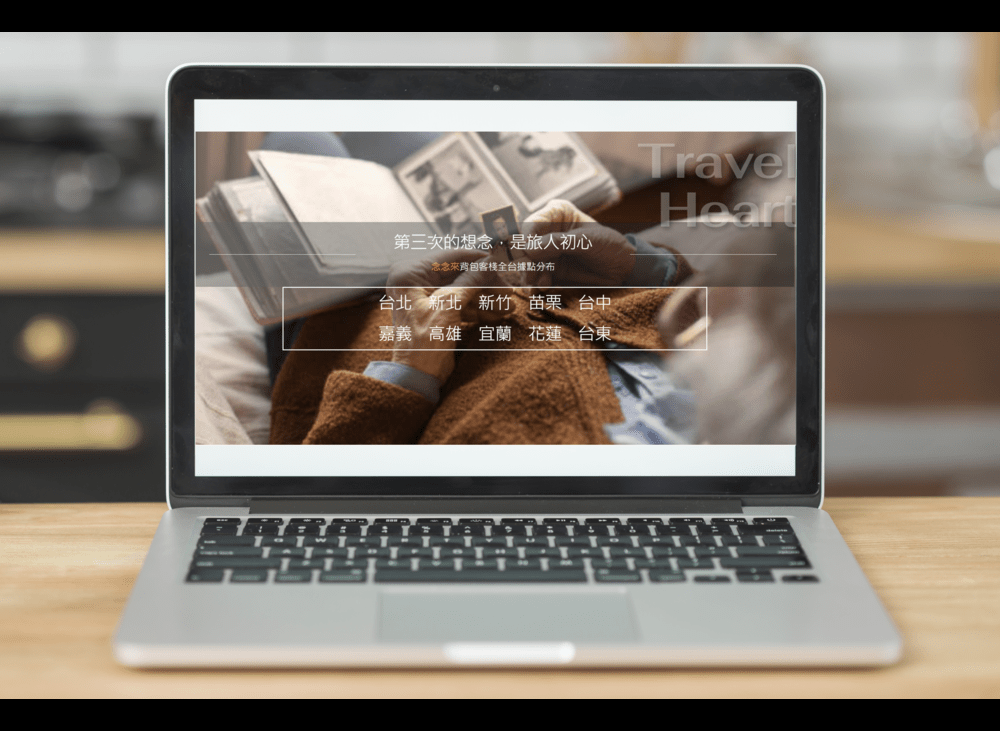 Travel
Heart
第三次的想念，是旅人初心
念念來背包客棧全台據點分布
台北 新北 新竹 苗栗 台中
嘉義 高雄 宜蘭 花蓮 台東